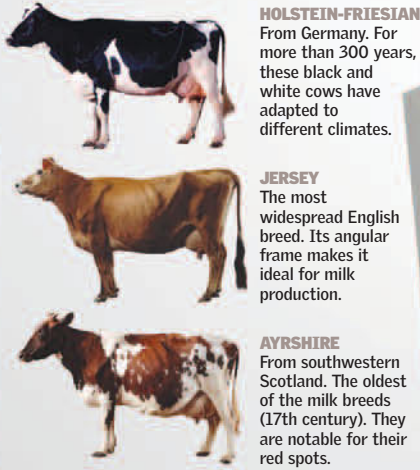 HOLSTEIN-FRIESIAN
From Germany. For
more than 300 years,
these black and
white cows have
adapted to
different climates.
JERSEY
The most
widespread English
breed. Its angular
frame makes it
ideal for milk
production.
AYRSHIRE
From southwestern
Scotland. The oldest
of the milk breeds
(17th century). They
are notable for their
red spots.